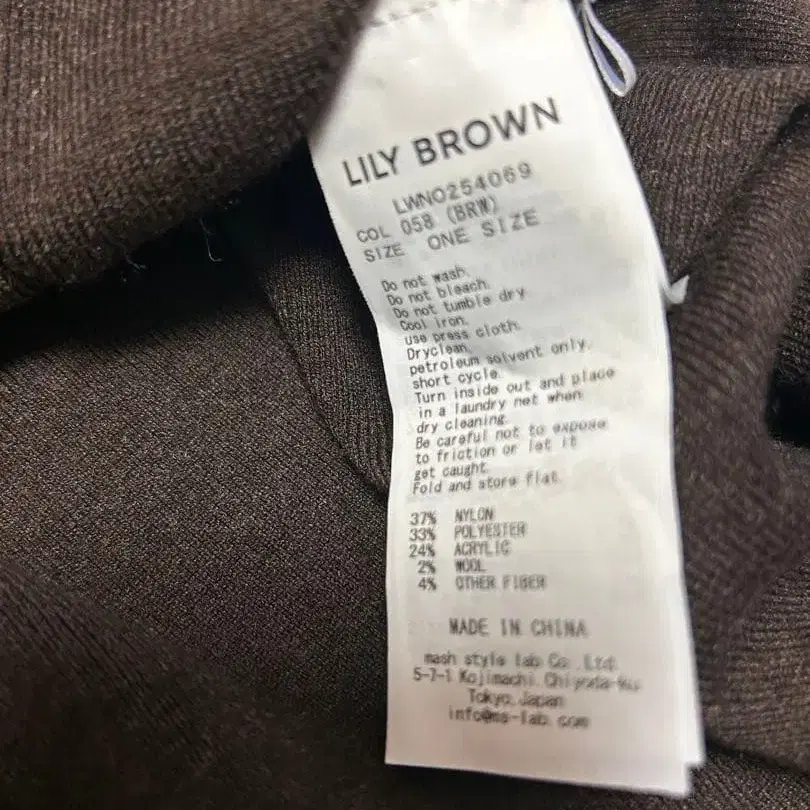 LILY BROWN
LWNO254069
COL 058 (BRW)
SIZE ONE SIZE
Do not wash.
Do not bleach.
Do not tumble dry.
Cool iron.
use press cloth.
Dryclean.
petroleum solvent only.
short cycle.
Turn inside out and place
in a laundry net when
dry cleaning.
Be careful not to expose
to friction or let it
get caught.
Fold and store flat.
37% NYLON
33% POLYESTER
24% ACRYLIC
2% WOOL
4% OTHER FIBER
MADE IN CHINA
mash style lab Co.,Ltd.
5-7-1 Kojimachi,Chiyoda-ku
Tokyo,Japan
info@ms-lab.com